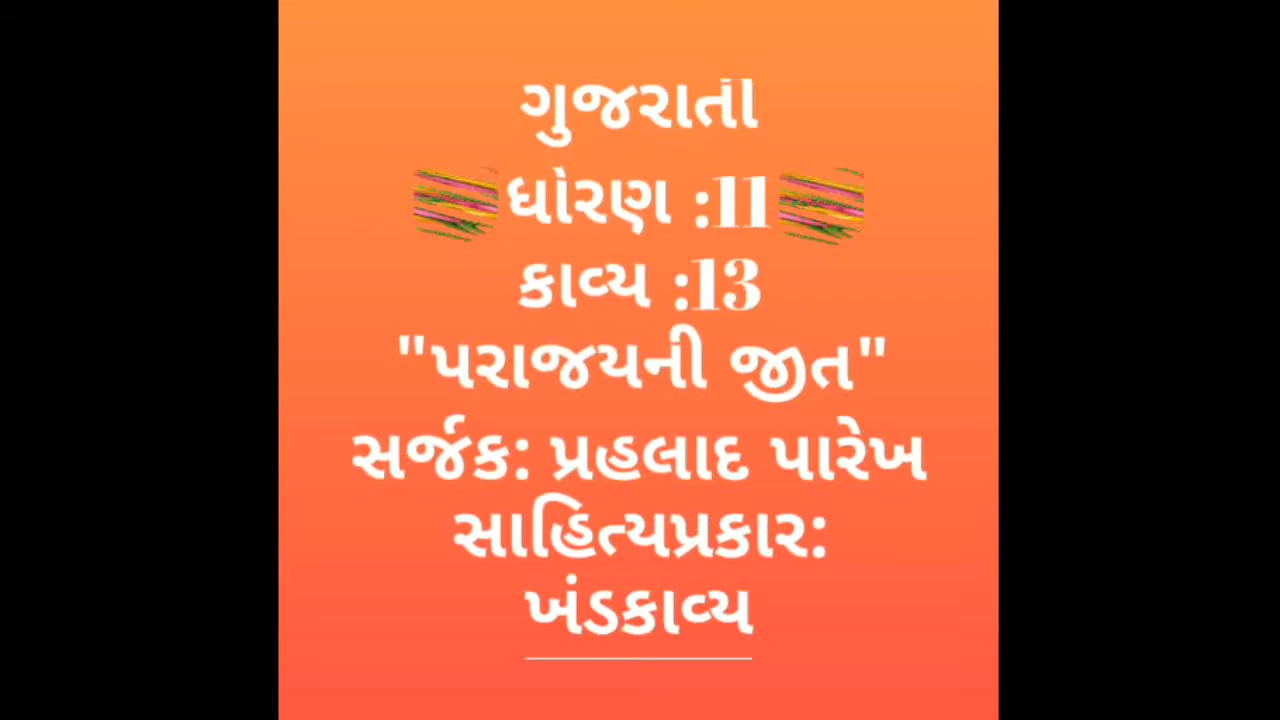 ગુજરાતી
ધોરણ :11
કાવ્ય :13
"પરાજયની જીત"
સર્જક: પ્રહલાદ પારેખ
સાહિત્યપ્રકાર:
ખંડકાવ્ય